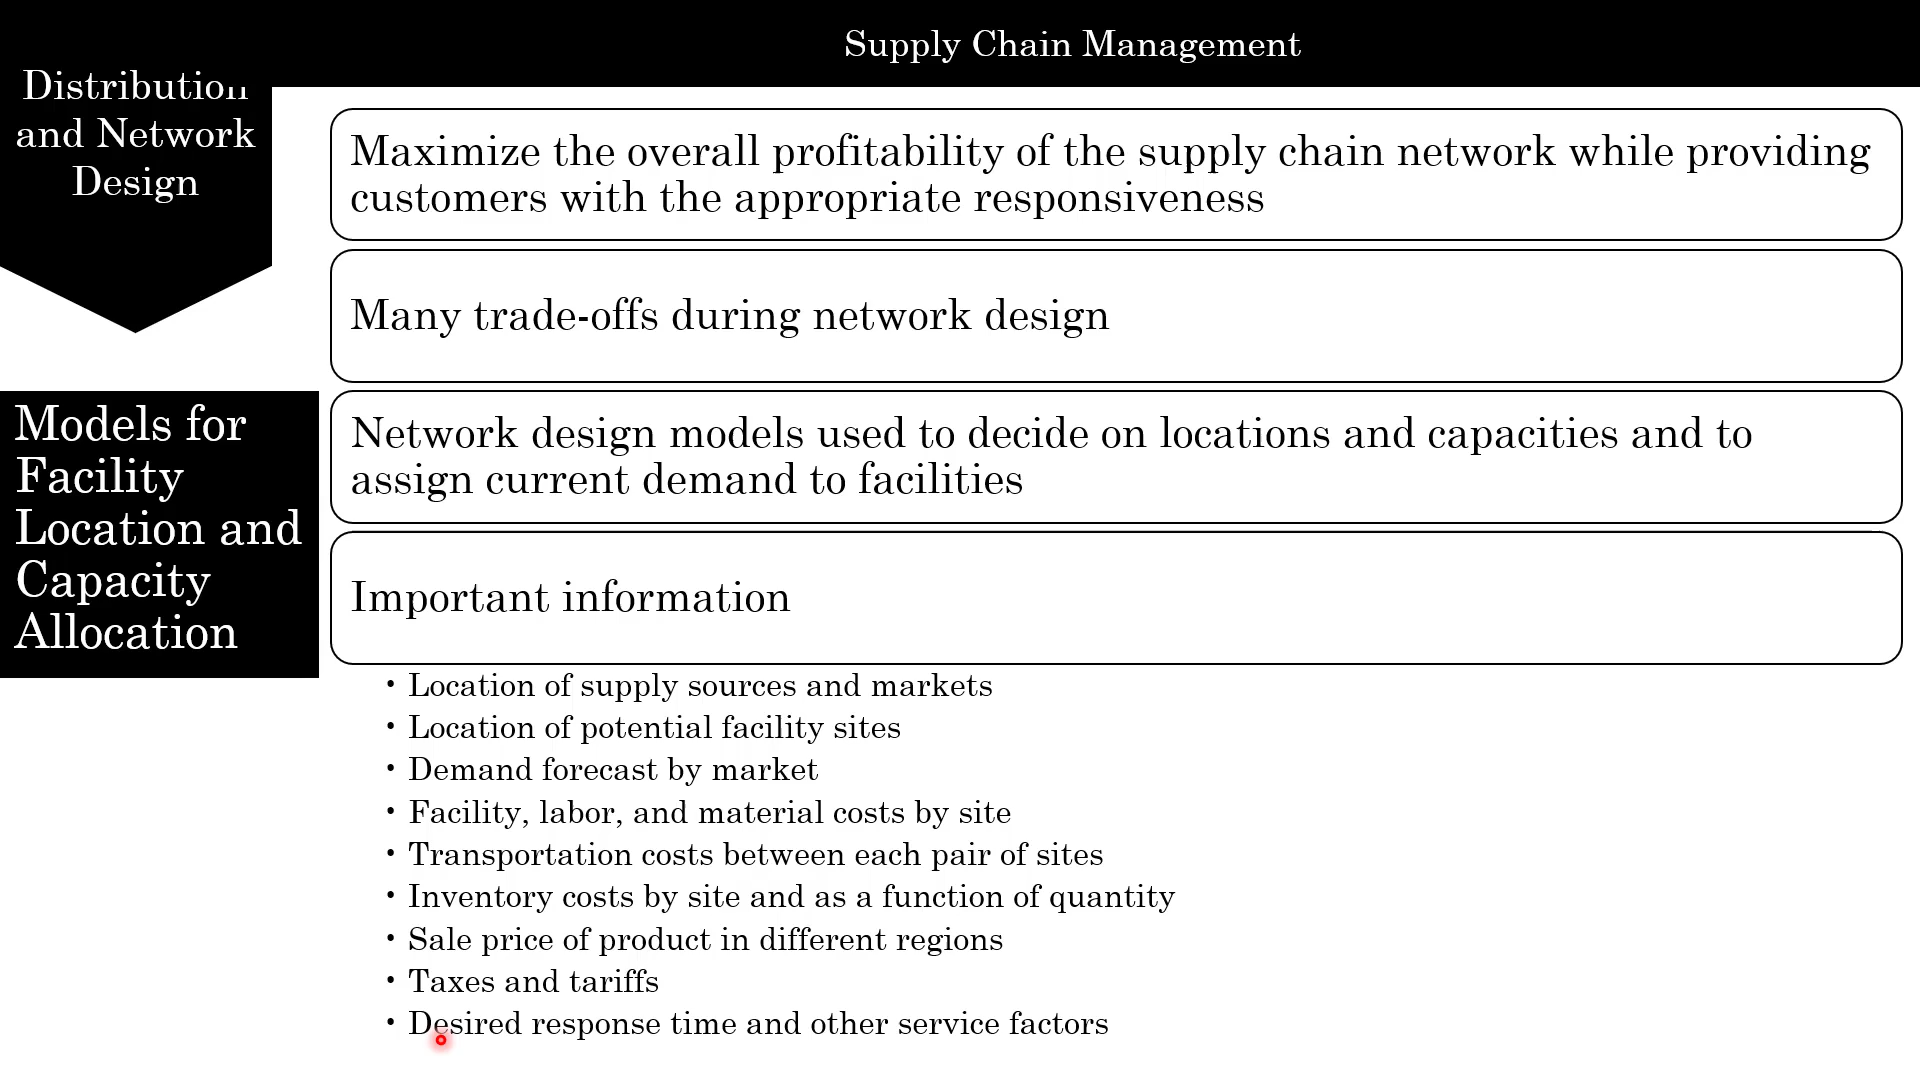 Supply Chain Management
Distribution
and Network
Design
Maximize the overall profitability of the supply chain network while providing
customers with the appropriate responsiveness
Many trade-offs during network design
Models for
Facility
Location and
Capacity
Allocation
Network design models used to decide on locations and capacities and to
assign current demand to facilities
Important information
• Location of supply sources and markets
• Location of potential facility sites
• Demand forecast by market
• Facility, labor, and material costs by site
• Transportation costs between each pair of sites
• Inventory costs by site and as a function of quantity
• Sale price of product in different regions
• Taxes and tariffs
• Desired response time and other service factors